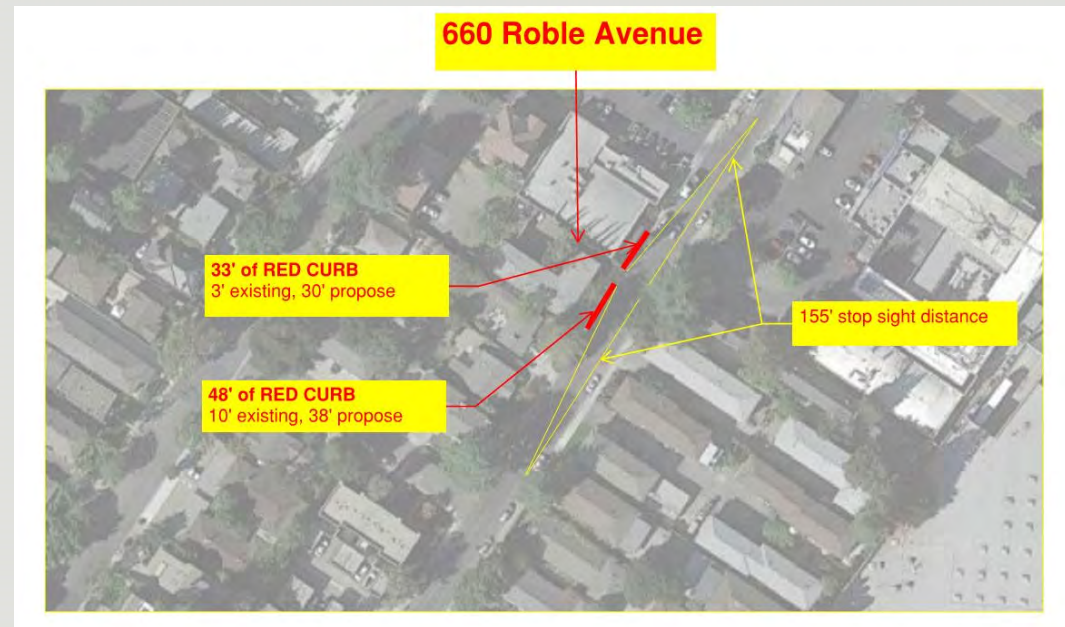 660 Roble Avenue
33' of RED CURB
3' existing, 30' propose
155' stop sight distance
48' of RED CURB
10' existing, 38' propose